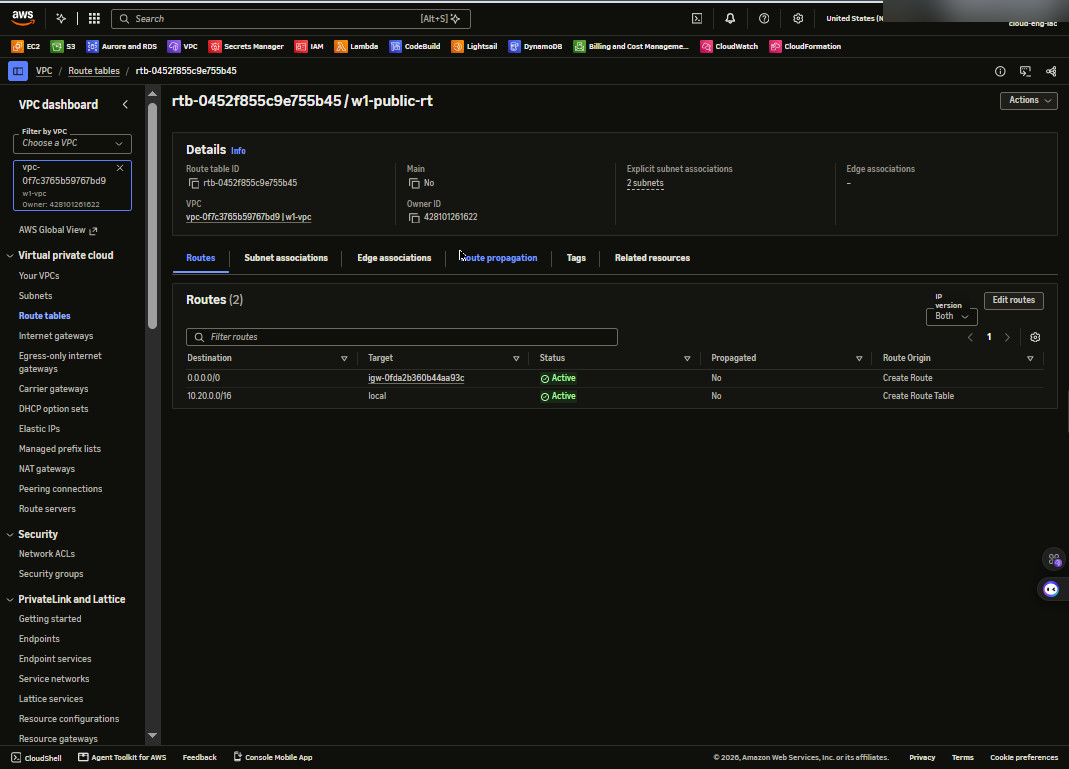 aws
Search [Alt+S]
United States (N
cloud-eng-lac
EC2 S3 Aurora and RDS VPC Secrets Manager IAM Lambda CodeBuild Lightsail DynamoDB Billing and Cost Manageme... CloudWatch CloudFormation
VPC / Route tables / rtb-0452f855c9e755b45
VPC dashboard
Filter by VPC
Choose a VPC
vpc-
0f7c3765b59767bd9
w1-vpc
Owner: 428101261622
AWS Global View
Virtual private cloud
Your VPCs
Subnets
Route tables
Internet gateways
Egress-only internet
gateways
Carrier gateways
DHCP option sets
Elastic IPs
Managed prefix lists
NAT gateways
Peering connections
Route servers
Security
Network ACLs
Security groups
PrivateLink and Lattice
Getting started
Endpoints
Endpoint services
Service networks
Lattice services
Resource configurations
Resource gateways
rtb-0452f855c9e755b45 / w1-public-rt
Actions
Details Info
Route table ID
rtb-0452f855c9e755b45
Main
No
Explicit subnet associations
2 subnets
Edge associations
–
VPC
vpc-0f7c3765b59767bd9 | w1-vpc
Owner ID
428101261622
Routes Subnet associations Edge associations Route propagation Tags Related resources
Routes (2)
IP
version
Both
Edit routes
Filter routes
1
Destination Target Status Propagated Route Origin
0.0.0.0/0 igw-0fda2b360b44aa93c Active No Create Route
10.20.0.0/16 local Active No Create Route Table
CloudShell Agent Toolkit for AWS Feedback Console Mobile App © 2026, Amazon Web Services, Inc. or its affiliates. Privacy Terms Cookie preferences